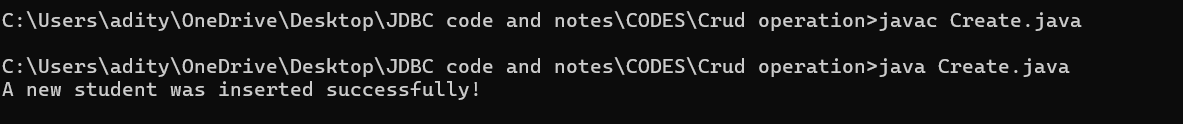 C:\Users\adity\OneDrive\Desktop\JDBC code and notes\CODES\Crud operation>javac Create.java
C:\Users\adity\OneDrive\Desktop\JDBC code and notes\CODES\Crud operation>java Create.java
A new student was inserted successfully!